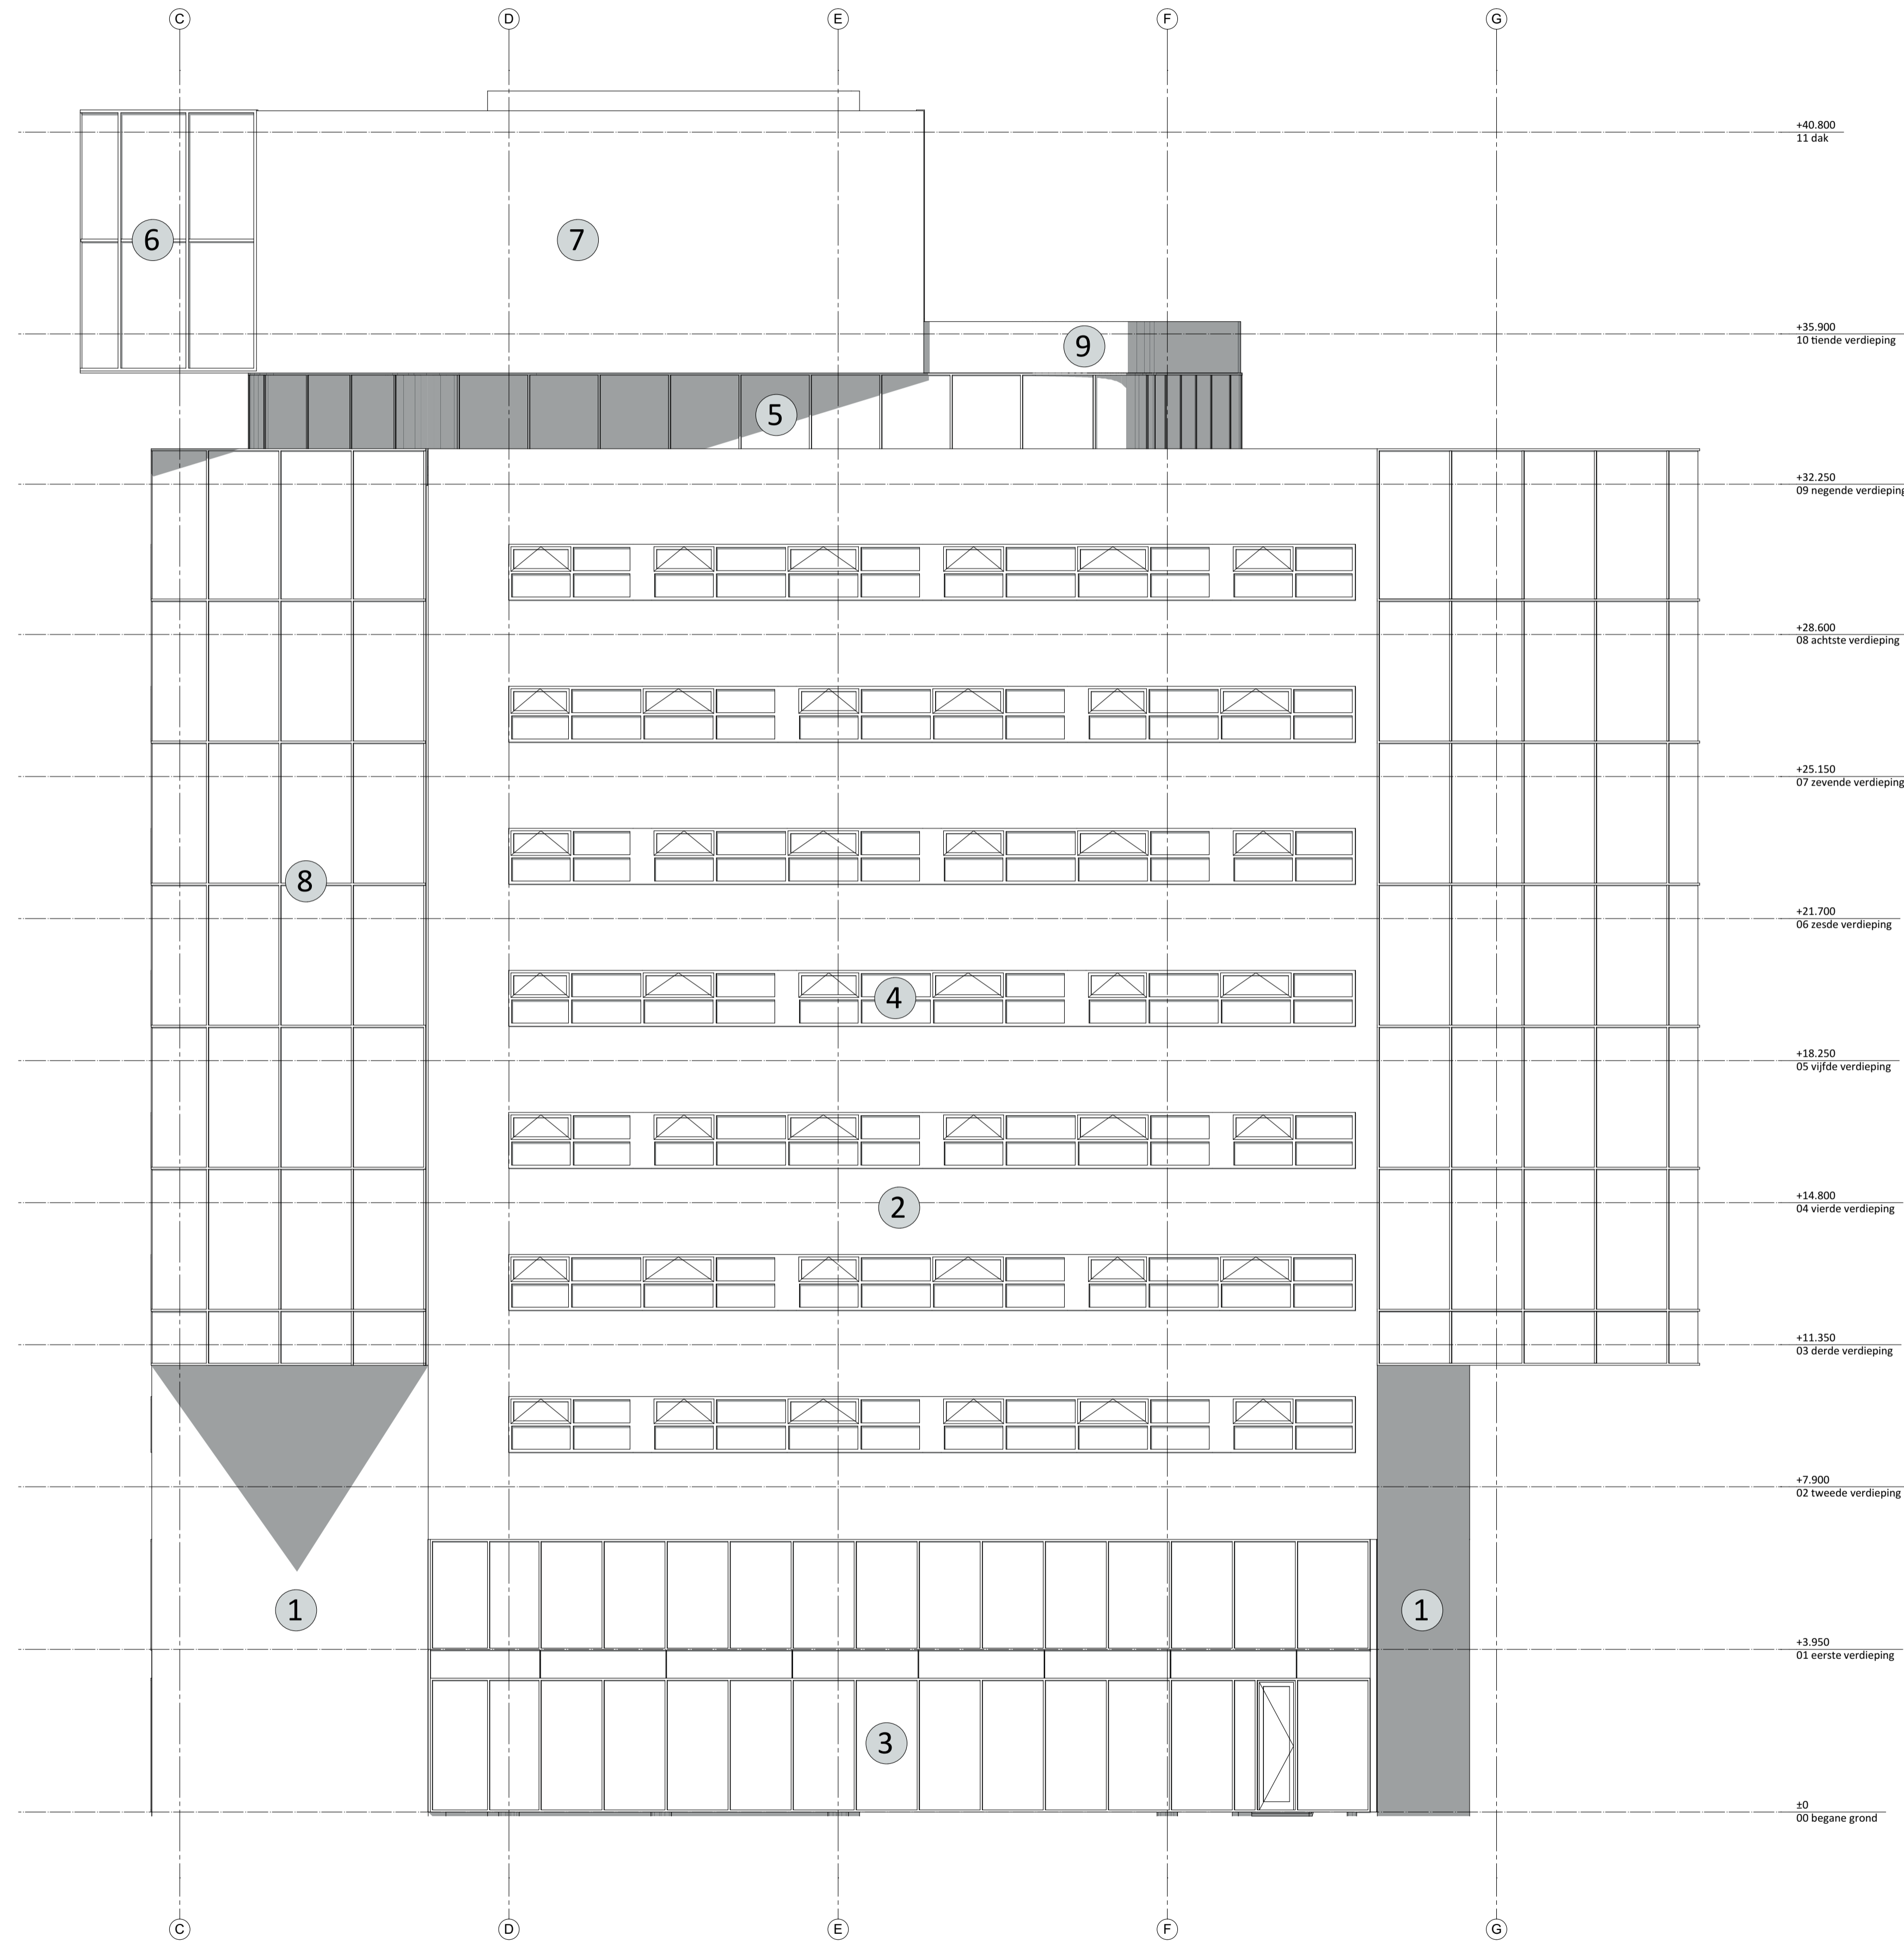 C D E F G
+40.800
11 dak
6
7
+35.900
10 tiende verdieping
9
5
+32.250
09 negende verdieping
+28.600
08 achtste verdieping
+25.150
07 zevende verdieping
8
+21.700
06 zesde verdieping
4
+18.250
05 vijfde verdieping
+14.800
04 vierde verdieping
2
+11.350
03 derde verdieping
+7.900
02 tweede verdieping
1
1
+3.950
01 eerste verdieping
3
±0
00 begane grond
C D E F G